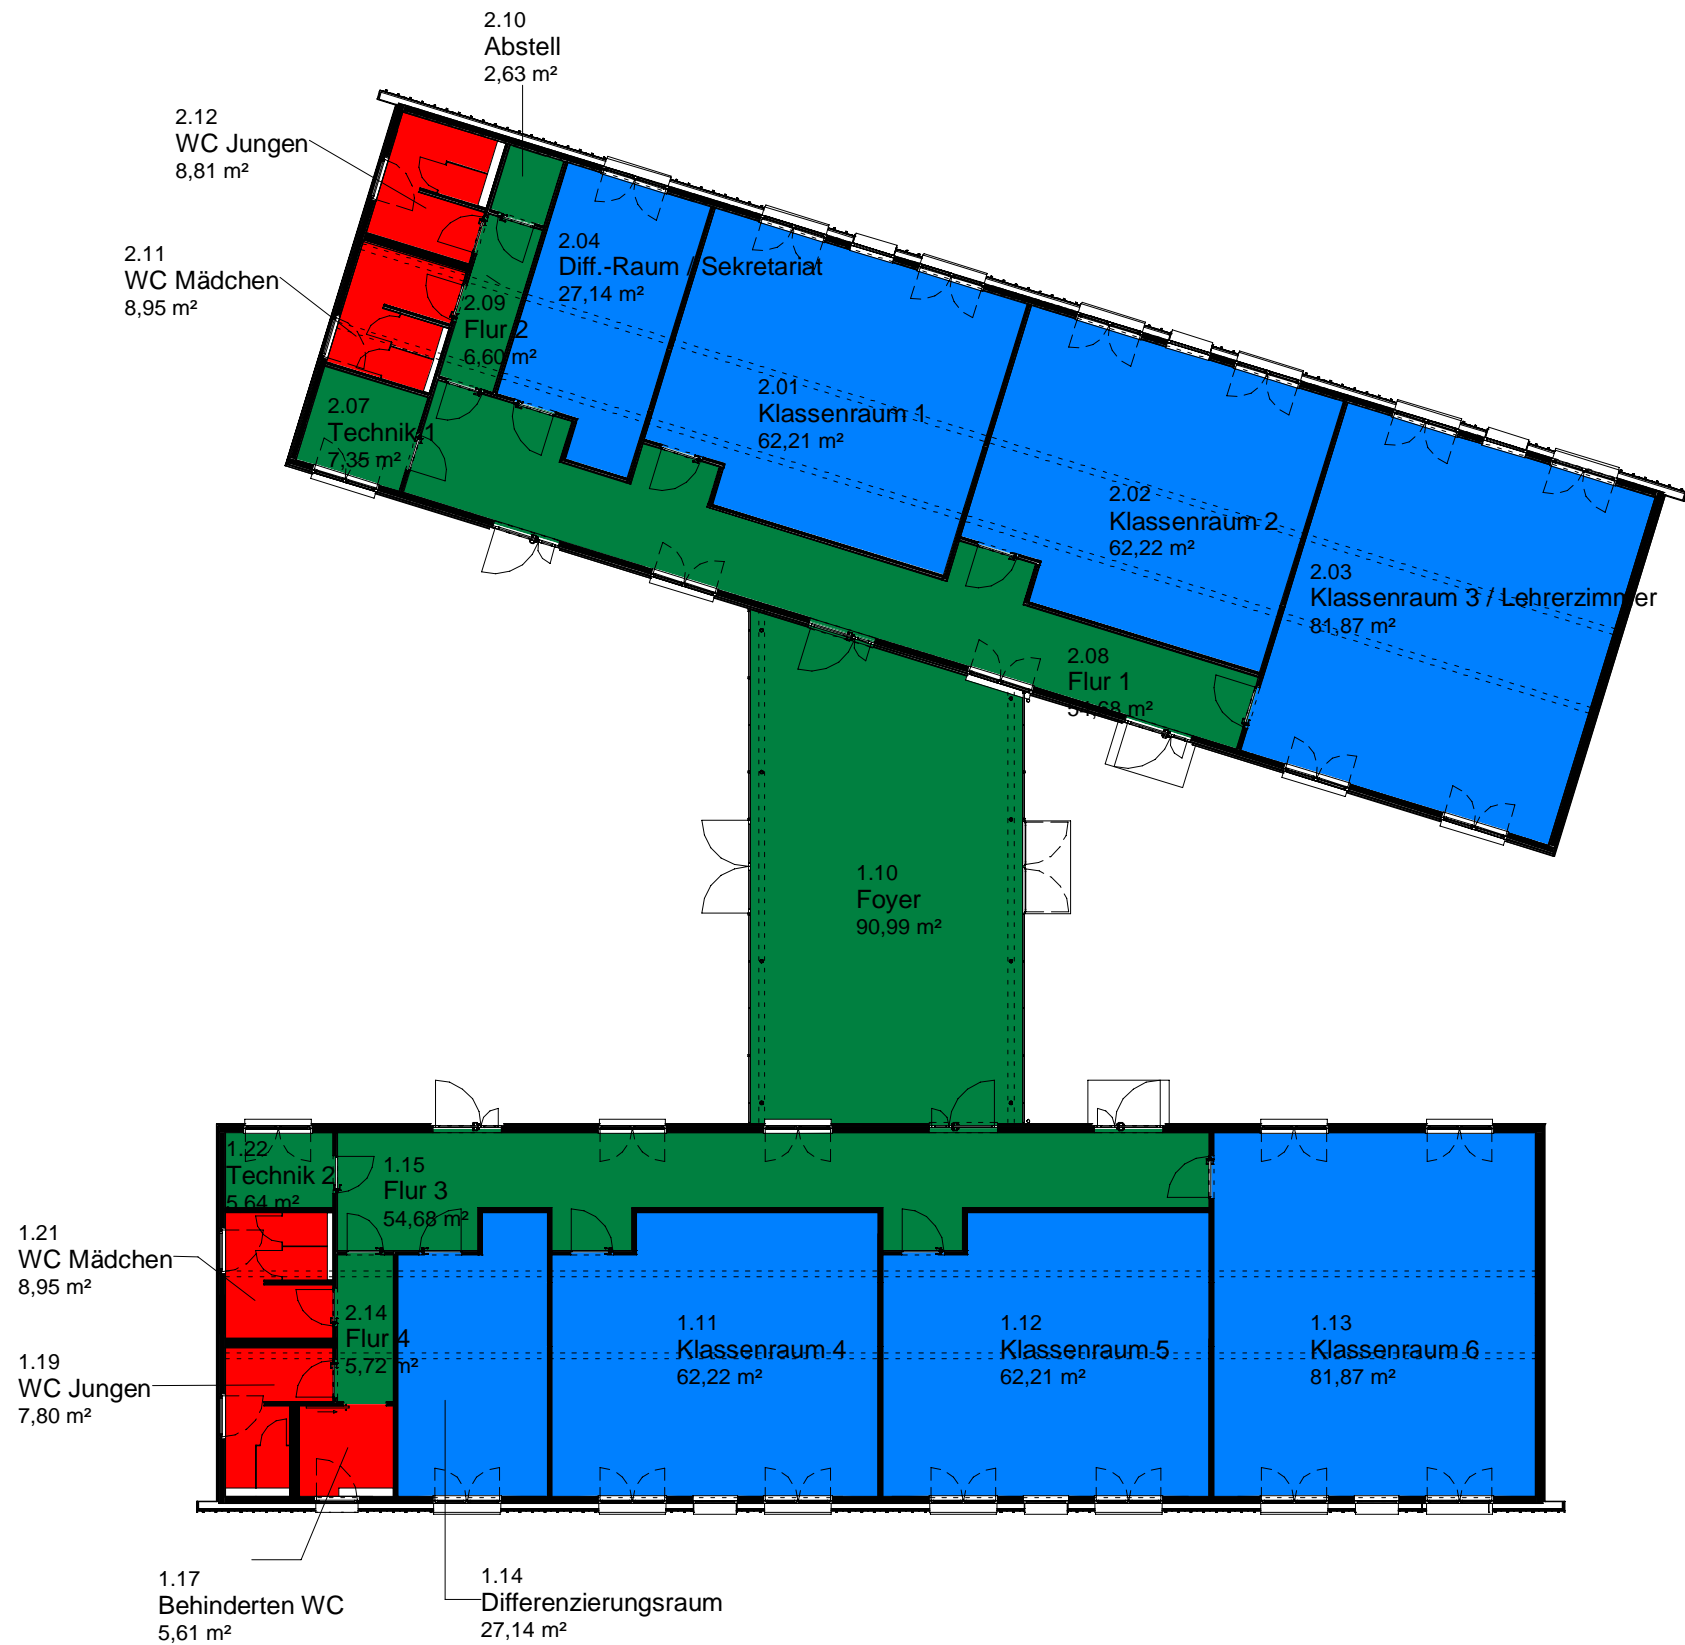 2.10
Abstell
2,63 m²
2.12
WC Jungen
8,81 m²
2.11
WC Mädchen
8,95 m²
2.04
Diff.-Raum / Sekretariat
27,14 m²
2.09
Flur 2
6,60 m²
2.07
Technik 1
7,35 m²
2.01
Klassenraum 1
62,21 m²
2.02
Klassenraum 2
62,22 m²
2.03
Klassenraum 3 / Lehrerzimmer
81,87 m²
2.08
Flur 1
54,68 m²
1.10
Foyer
90,99 m²
1.22
Technik 2
5,64 m²
1.15
Flur 3
54,68 m²
1.21
WC Mädchen
8,95 m²
2.14
Flur 4
5,72 m²
1.19
WC Jungen
7,80 m²
1.11
Klassenraum 4
62,22 m²
1.12
Klassenraum 5
62,21 m²
1.13
Klassenraum 6
81,87 m²
1.17
Behinderten WC
5,61 m²
1.14
Differenzierungsraum
27,14 m²